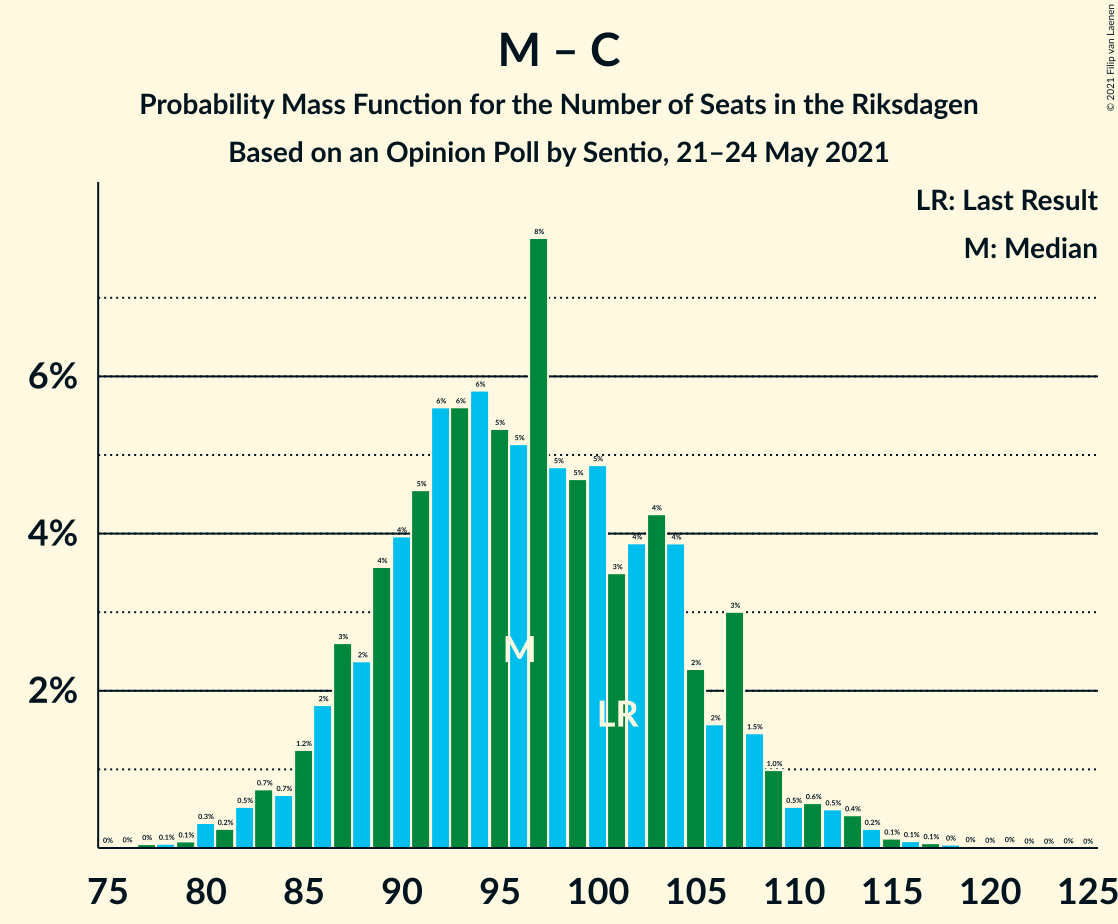 M – C
Probability Mass Function for the Number of Seats in the Riksdagen
Based on an Opinion Poll by Sentio, 21–24 May 2021
© 2021 Filip van Laenen
LR: Last Result
M: Median
6%
4%
2%
0% 0% 0% 0.1% 0.1% 0.3% 0.2% 0.5% 0.7% 0.7% 1.2% 2% 3% 2% 4% 4% 5% 6% 6% 6% 5% 5% 8% 5% 5% 5% 3% 4% 4% 4% 2% 2% 3% 1.5% 1.0% 0.5% 0.6% 0.5% 0.4% 0.2% 0.1% 0.1% 0.1% 0% 0% 0% 0% 0% 0% 0% 0%
M
LR
75 80 85 90 95 100 105 110 115 120 125